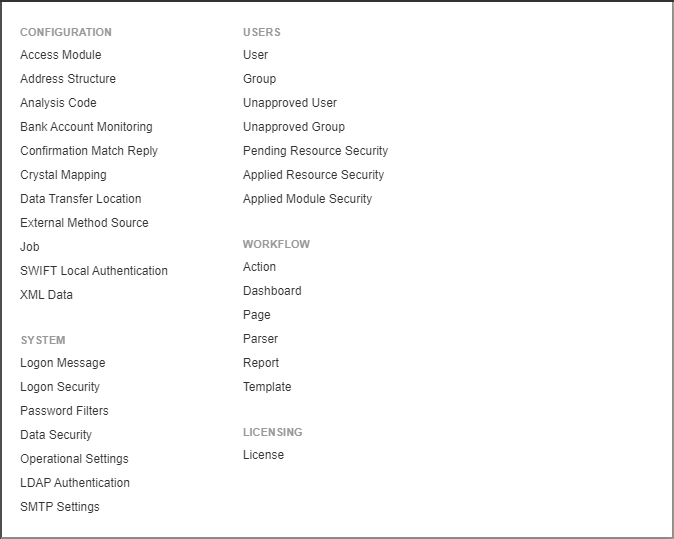 CONFIGURATION
Access Module
Address Structure
Analysis Code
Bank Account Monitoring
Confirmation Match Reply
Crystal Mapping
Data Transfer Location
External Method Source
Job
SWIFT Local Authentication
XML Data
SYSTEM
Logon Message
Logon Security
Password Filters
Data Security
Operational Settings
LDAP Authentication
SMTP Settings
USERS
User
Group
Unapproved User
Unapproved Group
Pending Resource Security
Applied Resource Security
Applied Module Security
WORKFLOW
Action
Dashboard
Page
Parser
Report
Template
LICENSING
License